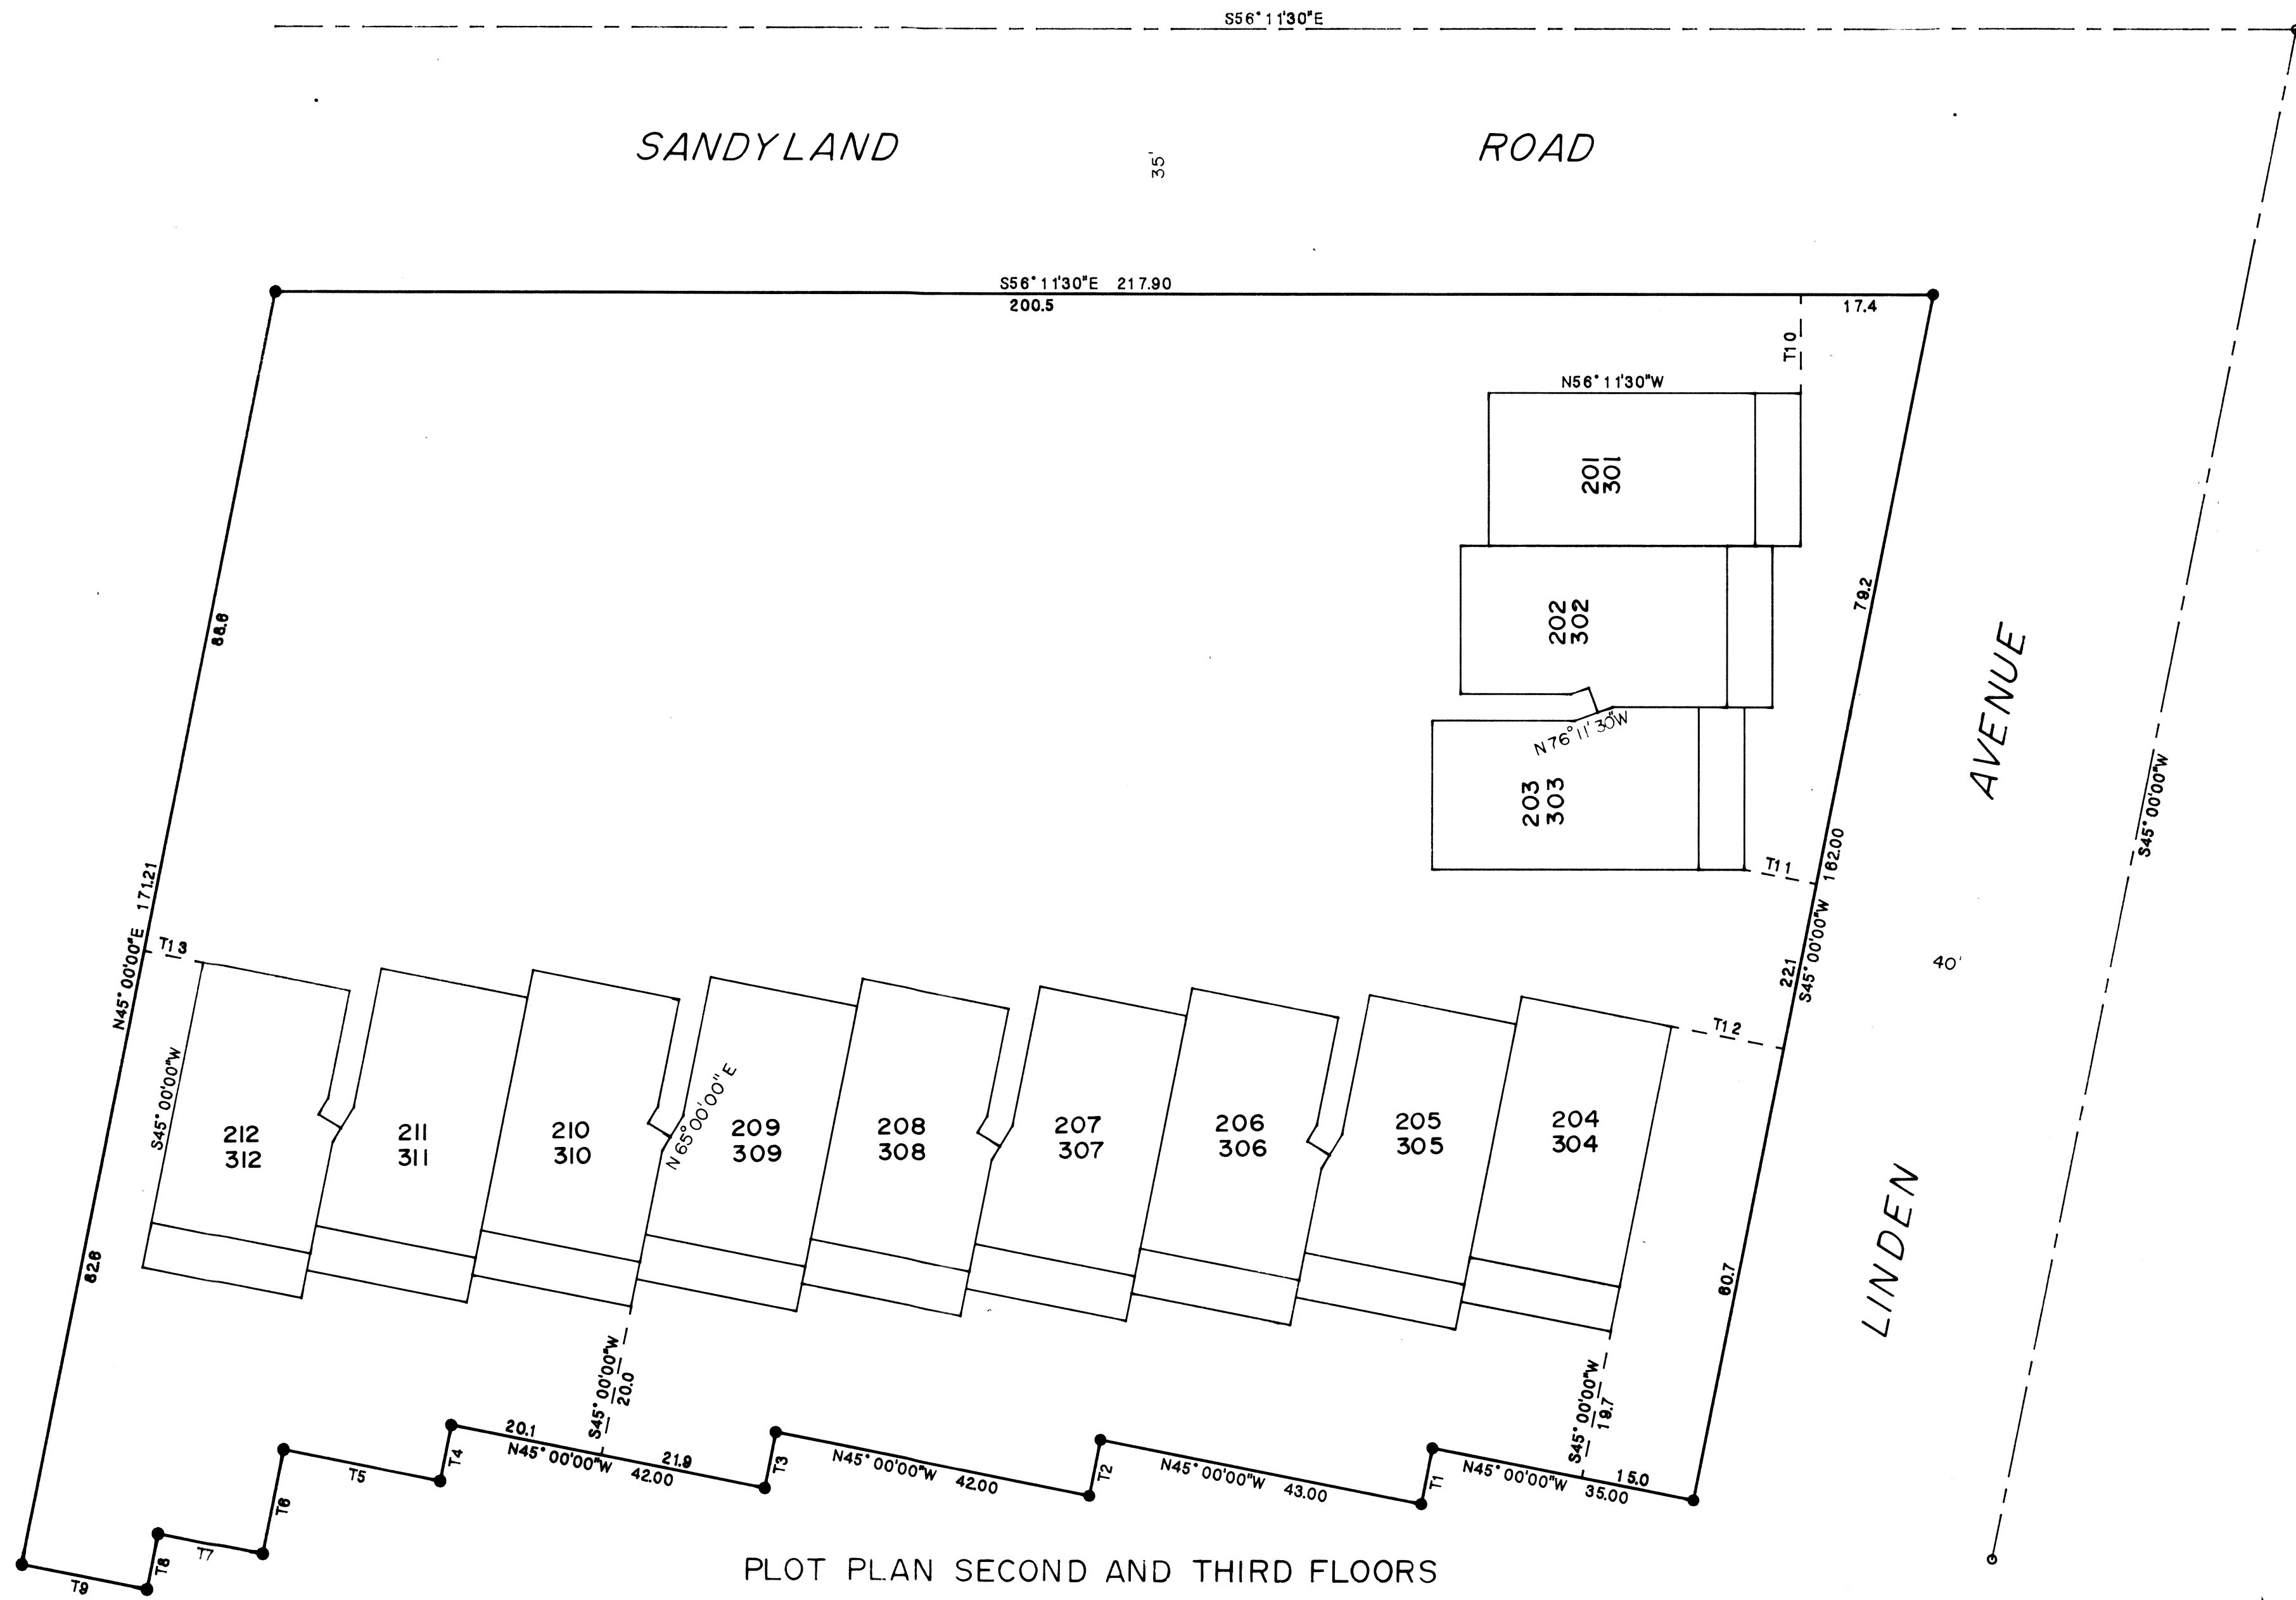 S56°11'30"E
SANDYLAND ROAD
35'
S56°11'30"E 217.90
200.5
17.4
T10
N56°11'30"W
201
301
202
302
N76°11'30"W
203
303
T11
79.2
162.00
S45°00'00"W
22.1
T12
60.7
LINDEN AVENUE
40'
S45°00'00"W
88.6
N45°00'00"E 171.21
T13
82.6
S45°00'00"W
212
312
211
311
210
310
N65°00'00"E
209
309
208
308
207
307
206
306
205
305
204
304
S45°00'00"W
20.0
S45°00'00"W
19.7
T9
T8
T7
T6
T5
T4
20.1
21.9
N45°00'00"W 42.00
T3
N45°00'00"W 42.00
T2
N45°00'00"W 43.00
T1
15.0
N45°00'00"W 35.00
PLOT PLAN SECOND AND THIRD FLOORS